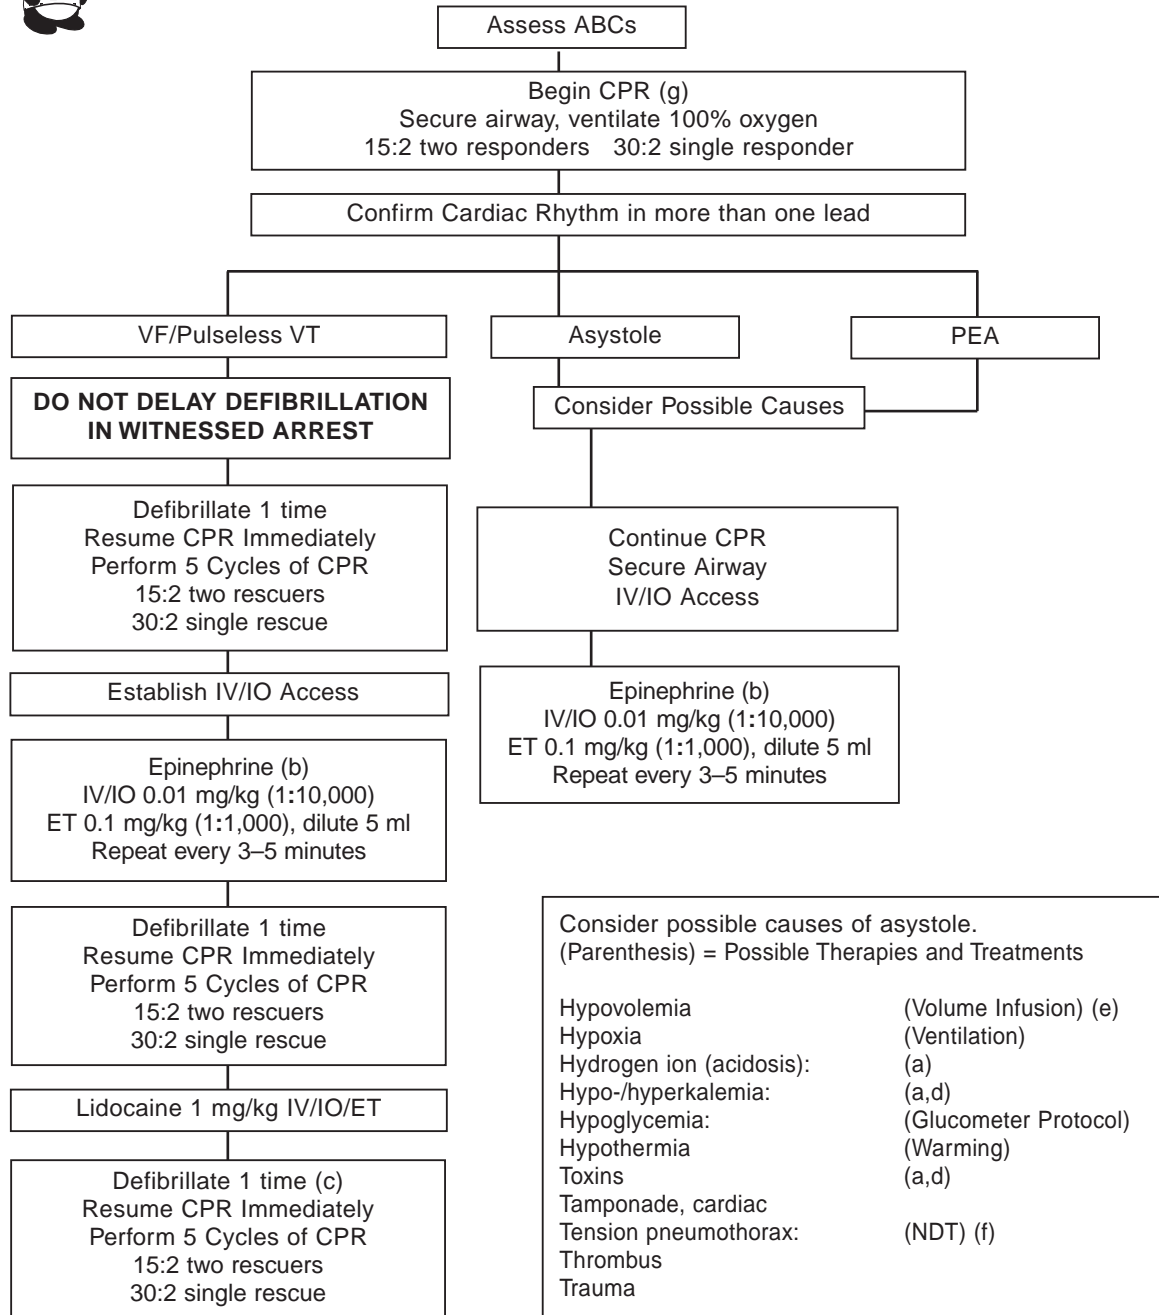 Assess ABCs
Begin CPR (g)
Secure airway, ventilate 100% oxygen
15:2 two responders 30:2 single responder
Confirm Cardiac Rhythm in more than one lead
VF/Pulseless VT
Asystole
PEA
DO NOT DELAY DEFIBRILLATION
IN WITNESSED ARREST
Consider Possible Causes
Defibrillate 1 time
Resume CPR Immediately
Perform 5 Cycles of CPR
15:2 two rescuers
30:2 single rescue
Continue CPR
Secure Airway
IV/IO Access
Establish IV/IO Access
Epinephrine (b)
IV/IO 0.01 mg/kg (1:10,000)
ET 0.1 mg/kg (1:1,000), dilute 5 ml
Repeat every 3–5 minutes
Epinephrine (b)
IV/IO 0.01 mg/kg (1:10,000)
ET 0.1 mg/kg (1:1,000), dilute 5 ml
Repeat every 3–5 minutes
Defibrillate 1 time
Resume CPR Immediately
Perform 5 Cycles of CPR
15:2 two rescuers
30:2 single rescue
Lidocaine 1 mg/kg IV/IO/ET
Defibrillate 1 time (c)
Resume CPR Immediately
Perform 5 Cycles of CPR
15:2 two rescuers
30:2 single rescue
Consider possible causes of asystole.
(Parenthesis) = Possible Therapies and Treatments
Hypovolemia (Volume Infusion) (e)
Hypoxia (Ventilation)
Hydrogen ion (acidosis): (a)
Hypo-/hyperkalemia: (a,d)
Hypoglycemia: (Glucometer Protocol)
Hypothermia (Warming)
Toxins (a,d)
Tamponade, cardiac
Tension pneumothorax: (NDT) (f)
Thrombus
Trauma